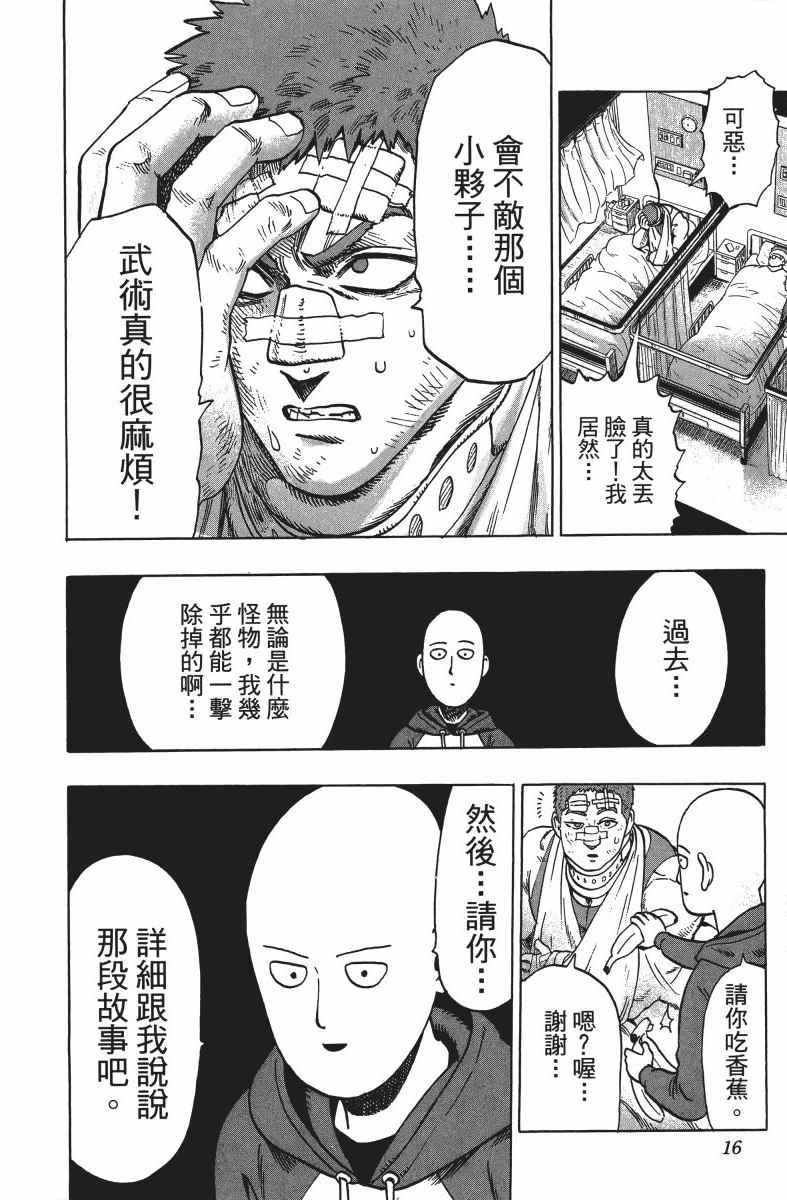 可惡…
真的太丟
臉了！我
居然…
會不敵那個
小夥子……
武術真的很麻煩！
過去…
無論是什麼
怪物，我幾
乎都能一擊
除掉的啊…
請你吃香蕉。
嗯？喔…
謝謝…
然後…請你…
詳細跟我說說
那段故事吧。
16